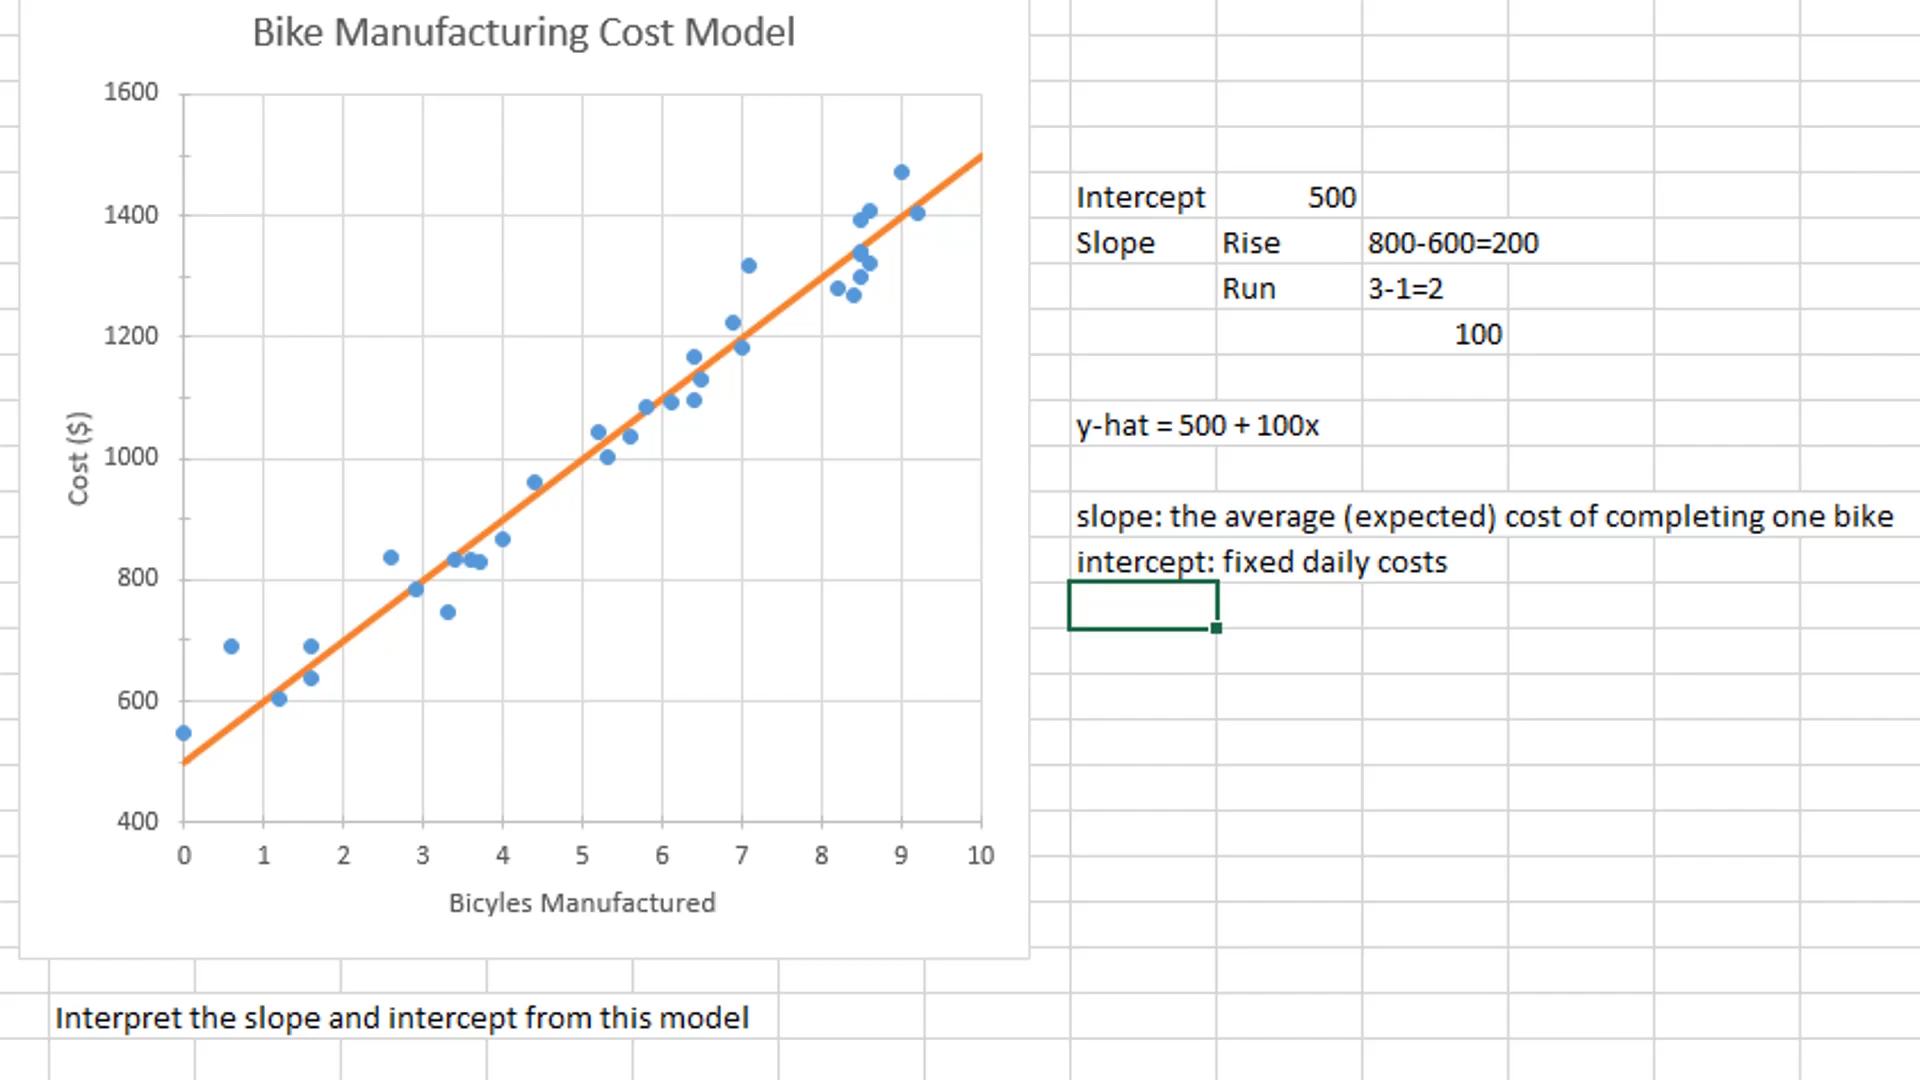 Bike Manufacturing Cost Model
1600
1400
1200
1000
800
600
400
Cost ($)
0 1 2 3 4 5 6 7 8 9 10
Bicyles Manufactured
Intercept 500
Slope Rise 800-600=200
Run 3-1=2
100
y-hat = 500 + 100x
slope: the average (expected) cost of completing one bike
intercept: fixed daily costs
Interpret the slope and intercept from this model